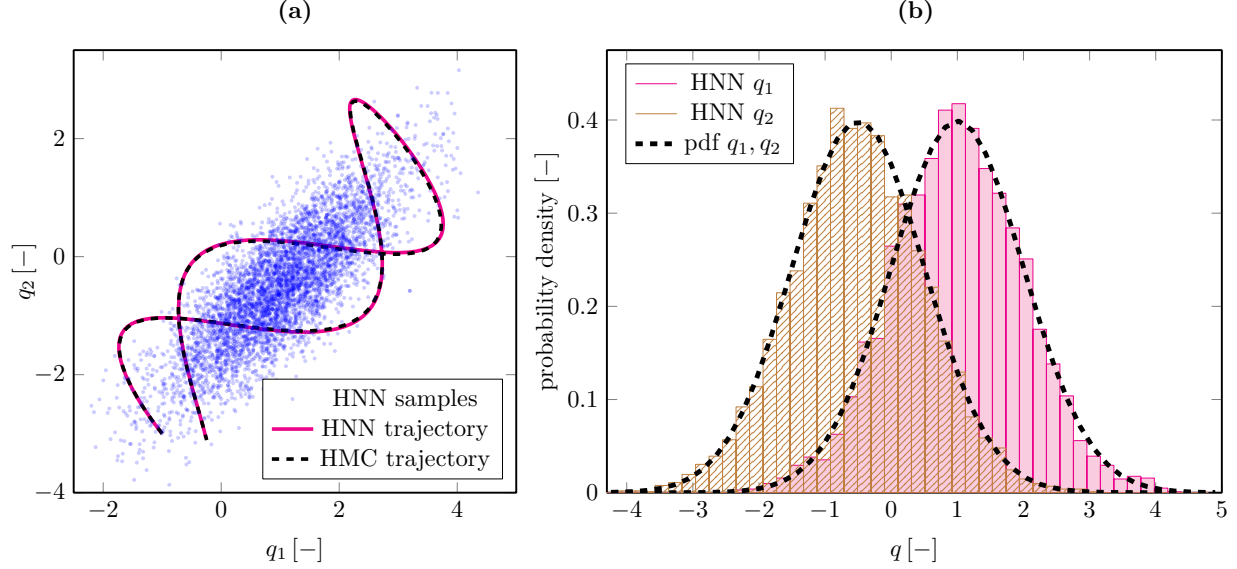 (a)
(b)
2
0
−2
−4
−2
0
2
4
q₂ [−]
q₁ [−]
HNN samples
HNN trajectory
HMC trajectory
0.4
0.3
0.2
0.1
0
−4
−3
−2
−1
0
1
2
3
4
5
probability density [−]
q [−]
HNN q₁
HNN q₂
pdf q₁, q₂